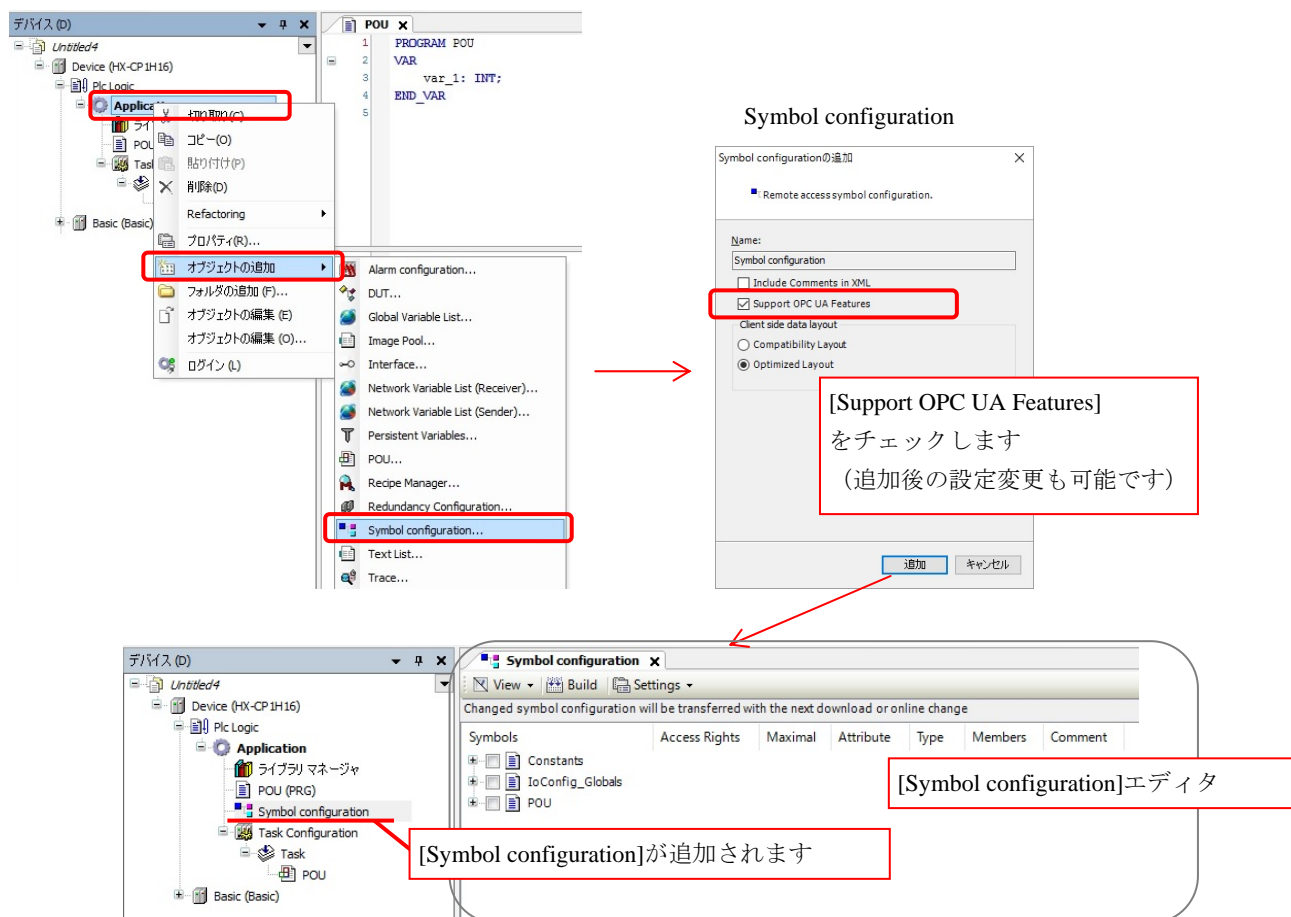 デバイス (D)
Untitled4
Device (HX-CP1H16)
Plc Logic
Applica
ライ
POU
Task
Basic (Basic)
切り取り(C)
コピー(O)
貼り付け(P)
削除(D)
Refactoring
プロパティ(R)...
オブジェクトの追加
フォルダの追加 (F)...
オブジェクトの編集 (E)
オブジェクトの編集 (O)...
ログイン (L)
POU
1 PROGRAM POU
2 VAR
3 var_1: INT;
4 END_VAR
5
Alarm configuration...
DUT...
Global Variable List...
Image Pool...
Interface...
Network Variable List (Receiver)...
Network Variable List (Sender)...
Persistent Variables...
POU...
Recipe Manager...
Redundancy Configuration...
Symbol configuration...
Text List...
Trace...
Symbol configuration
Symbol configurationの追加
Remote access symbol configuration.
Name:
Symbol configuration
Include Comments in XML
Support OPC UA Features
Client side data layout
Compatibility Layout
Optimized Layout
[Support OPC UA Features]
をチェックします
（追加後の設定変更も可能です）
追加 キャンセル
デバイス (D)
Untitled4
Device (HX-CP1H16)
Plc Logic
Application
ライブラリ マネージャ
POU (PRG)
Symbol configuration
Task Configuration
Task
POU
Basic (Basic)
Symbol configuration
View Build Settings
Changed symbol configuration will be transferred with the next download or online change
Symbols Access Rights Maximal Attribute Type Members Comment
Constants
IoConfig_Globals
POU
[Symbol configuration]エディタ
[Symbol configuration]が追加されます